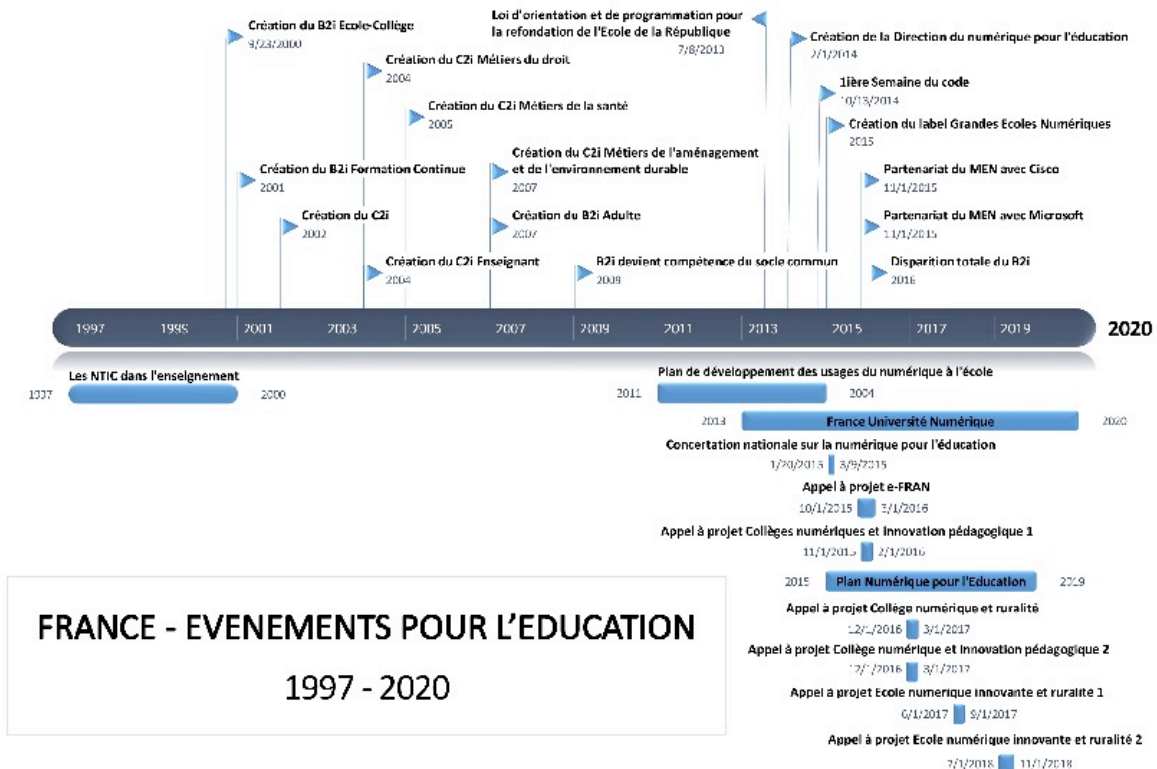 Création du B2i Ecole-Collège
9/23/2000
Loi d'orientation et de programmation pour
la refondation de l'Ecole de la République
7/8/2013
Création de la Direction du numérique pour l'éducation
2/1/2014
Création du C2i Métiers du droit
2004
1ière Semaine du code
10/13/2014
Création du C2i Métiers de la santé
2005
Création du label Grandes Ecoles Numériques
2015
Création du B2i Formation Continue
2001
Création du C2i Métiers de l'aménagement
et de l'environnement durable
2007
Partenariat du MEN avec Cisco
11/1/2015
Création du C2i
2002
Création du B2i Adulte
2007
Partenariat du MEN avec Microsoft
11/1/2015
Création du C2i Enseignant
2004
B2i devient compétence du socle commun
2009
Disparition totale du B2i
2016
1997 1999 2001 2003 2005 2007 2009 2011 2013 2015 2017 2019 2020
Les NTIC dans l'enseignement
1997 2000
Plan de développement des usages du numérique à l'école
2011 2004
2013 France Université Numérique 2020
Concertation nationale sur la numérique pour l'éducation
1/20/2015 3/9/2015
Appel à projet e-FRAN
10/1/2015 3/1/2016
Appel à projet Collèges numériques et innovation pédagogique 1
11/1/2015 2/1/2016
2015 Plan Numérique pour l'Education 2019
Appel à projet Collège numérique et ruralité
12/1/2016 3/1/2017
Appel à projet Collège numérique et innovation pédagogique 2
12/1/2016 3/1/2017
Appel à projet Ecole numerique innovante et ruralité 1
6/1/2017 9/1/2017
Appel à projet Ecole numérique innovante et ruralité 2
7/1/2018 11/1/2018
FRANCE - EVENEMENTS POUR L'EDUCATION
1997 - 2020